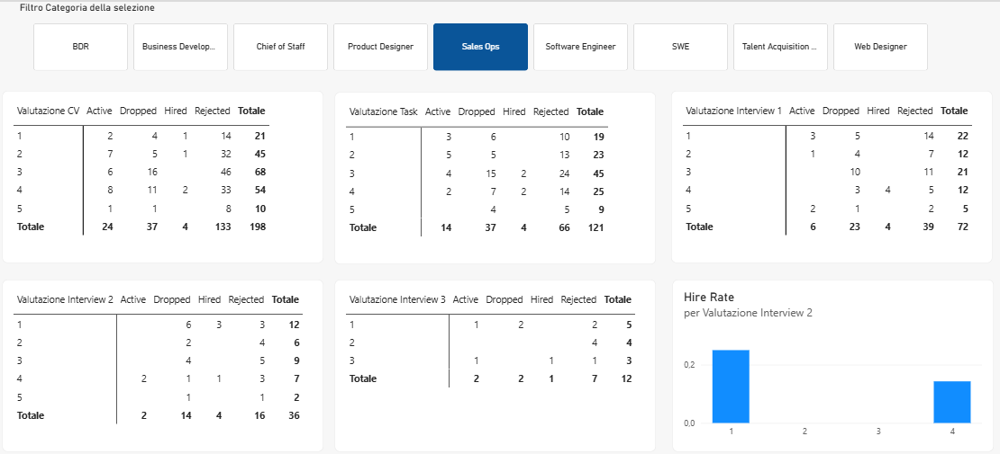 Filtro Categoria della selezione
BDR
Business Develop...
Chief of Staff
Product Designer
Sales Ops
Software Engineer
SWE
Talent Acquisition ...
Web Designer
Valutazione CV Active Dropped Hired Rejected Totale
1 2 4 1 14 21
2 7 5 1 32 45
3 6 16 46 68
4 8 11 2 33 54
5 1 1 8 10
Totale 24 37 4 133 198
Valutazione Task Active Dropped Hired Rejected Totale
1 3 6 10 19
2 5 5 13 23
3 4 15 2 24 45
4 2 7 2 14 25
5 4 5 9
Totale 14 37 4 66 121
Valutazione Interview 1 Active Dropped Hired Rejected Totale
1 3 5 14 22
2 1 4 7 12
3 10 11 21
4 3 4 5 12
5 2 1 2 5
Totale 6 23 4 39 72
Valutazione Interview 2 Active Dropped Hired Rejected Totale
1 6 3 3 12
2 2 4 6
3 4 5 9
4 2 1 1 3 7
5 1 1 2
Totale 2 14 4 16 36
Valutazione Interview 3 Active Dropped Hired Rejected Totale
1 1 2 2 5
2 4 4
3 1 1 1 3
Totale 2 2 1 7 12
Hire Rate
per Valutazione Interview 2
0,2
0,0
1 2 3 4